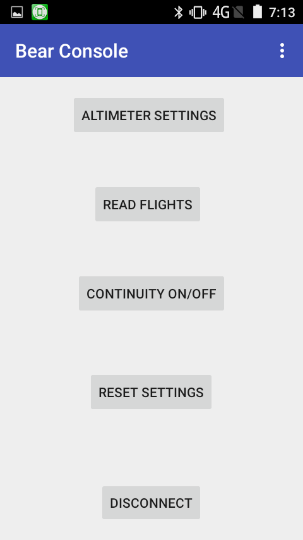 4G 7:13
Bear Console
ALTIMETER SETTINGS
READ FLIGHTS
CONTINUITY ON/OFF
RESET SETTINGS
DISCONNECT